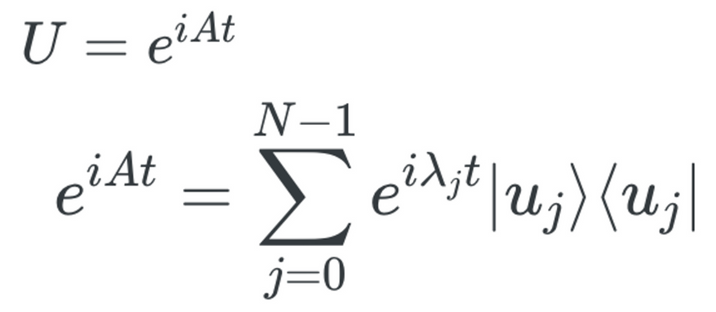 U = e^{iAt}
e^{iAt} = \sum_{j=0}^{N-1} e^{i\lambda_j t} |u_j\rangle\langle u_j|